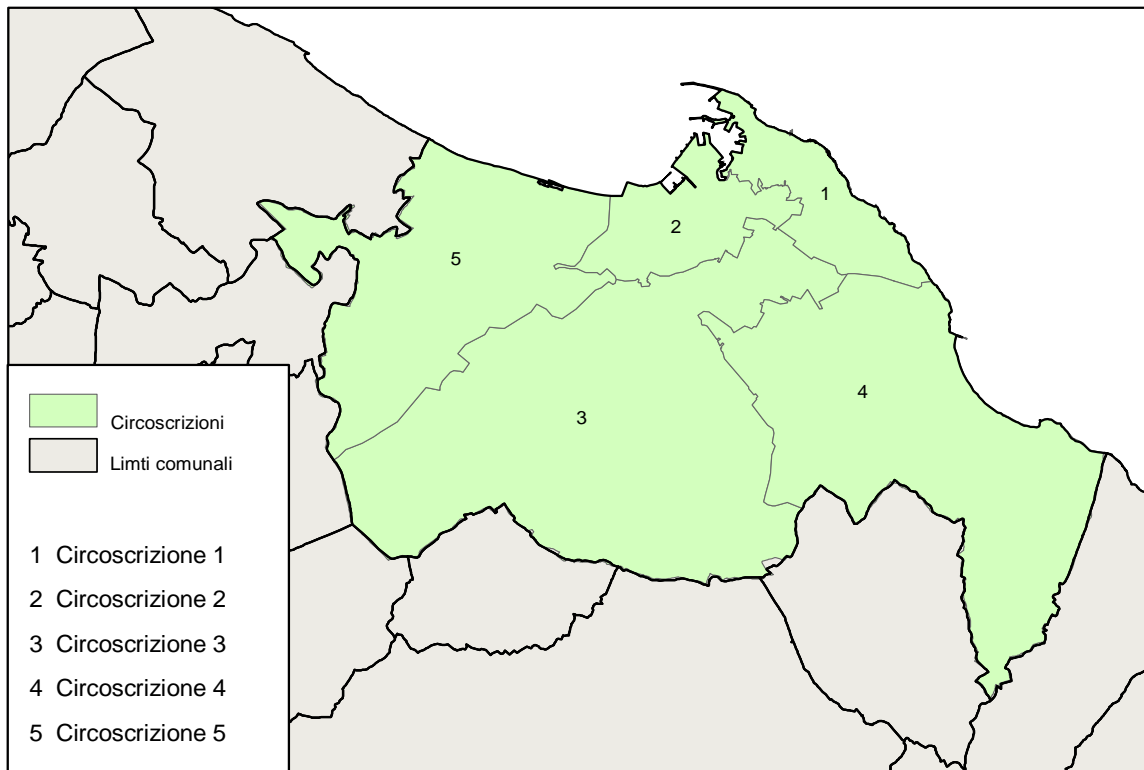 1
2
5
4
3
Circoscrizioni
Limti comunali
1 Circoscrizione 1
2 Circoscrizione 2
3 Circoscrizione 3
4 Circoscrizione 4
5 Circoscrizione 5